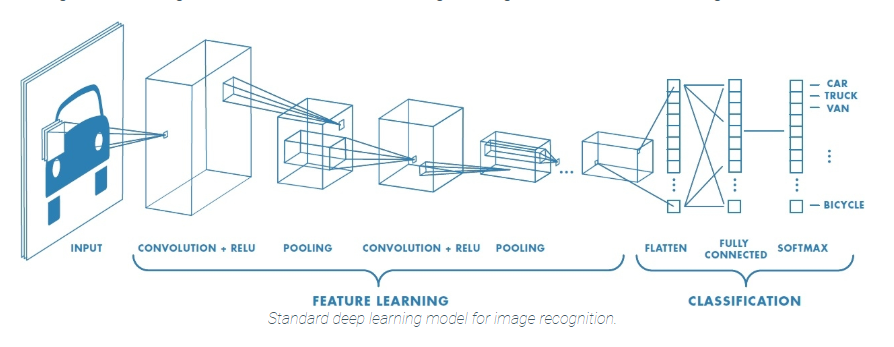 CAR
TRUCK
VAN
BICYCLE
INPUT
CONVOLUTION + RELU
POOLING
CONVOLUTION + RELU
POOLING
FLATTEN
FULLY
CONNECTED
SOFTMAX
FEATURE LEARNING
CLASSIFICATION
Standard deep learning model for image recognition.